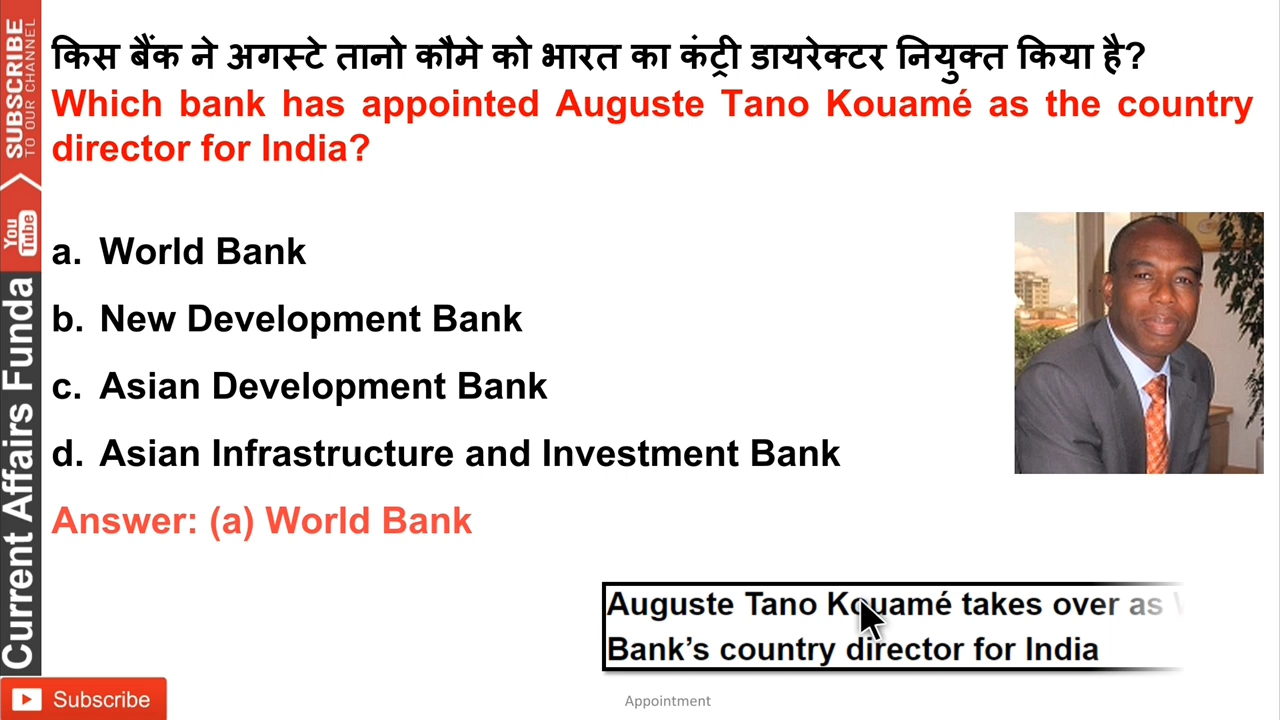 किस बैंक ने अगस्टे तानो कौमे को भारत का कंट्री डायरेक्टर नियुक्त किया है?
Which bank has appointed Auguste Tano Kouamé as the country
director for India?
a. World Bank
b. New Development Bank
c. Asian Development Bank
d. Asian Infrastructure and Investment Bank
Answer: (a) World Bank
Auguste Tano Kouamé takes over as
Bank’s country director for India
Appointment
SUBSCRIBE
TO OUR CHANNEL
You
Tube
Current Affairs Funda
Subscribe